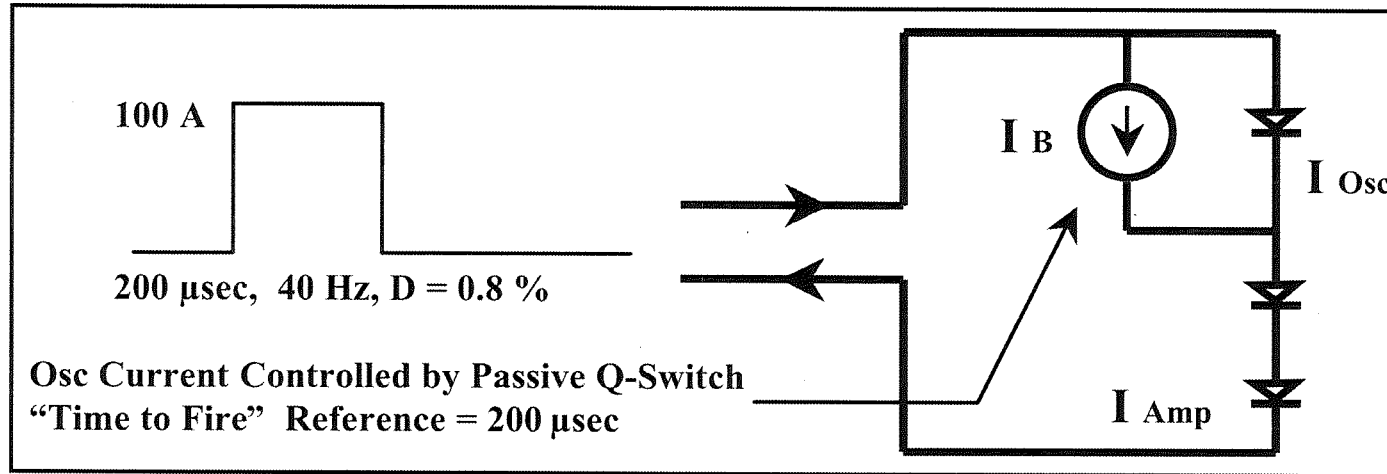 100 A
200 μsec, 40 Hz, D = 0.8 %
Osc Current Controlled by Passive Q-Switch
“Time to Fire” Reference = 200 μsec
I B
I Osc
I Amp